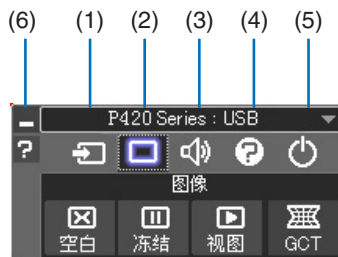 (6) (1) (2) (3) (4) (5)
P420 Series : USB
?
?
图像
空白 冻结 视图 GCT